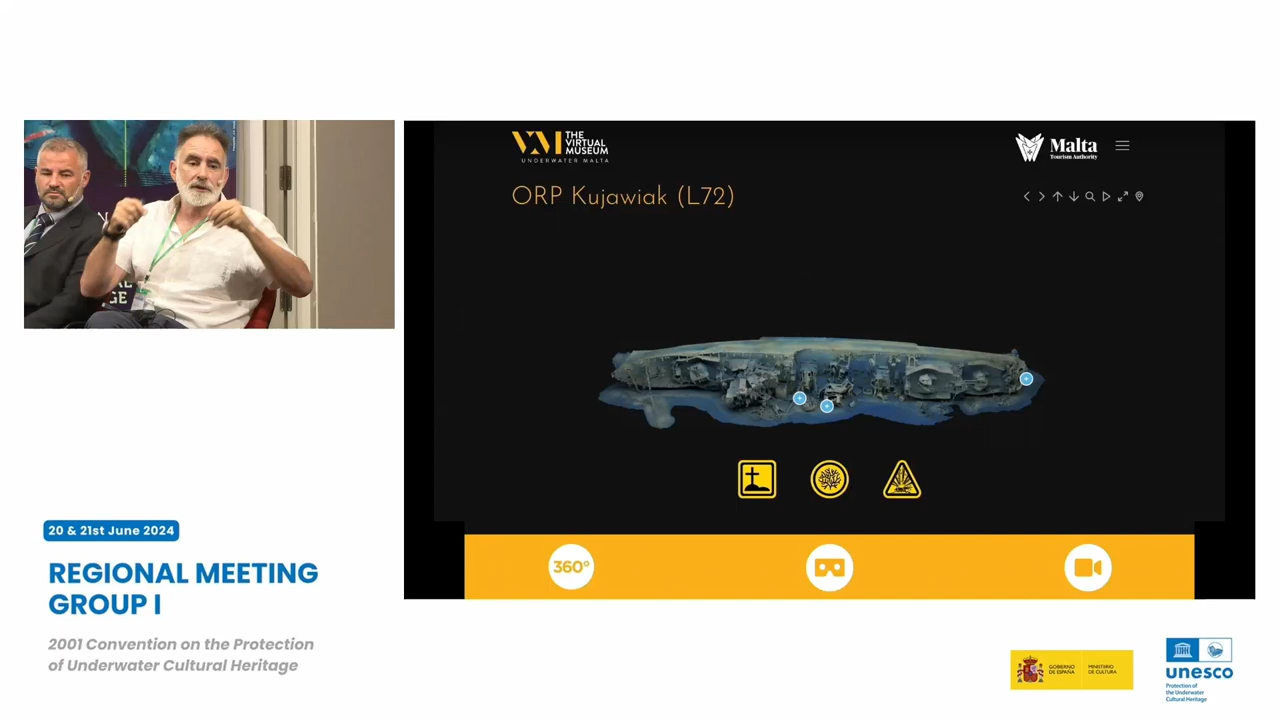 THE
VIRTUAL
MUSEUM
UNDERWATER MALTA
Malta
Tourism Authority
ORP Kujawiak (L72)
360°
20 & 21st June 2024
REGIONAL MEETING
GROUP I
2001 Convention on the Protection
of Underwater Cultural Heritage
GOBIERNO
DE ESPAÑA
MINISTERIO
DE CULTURA
unesco
Protection of
the Underwater
Cultural Heritage